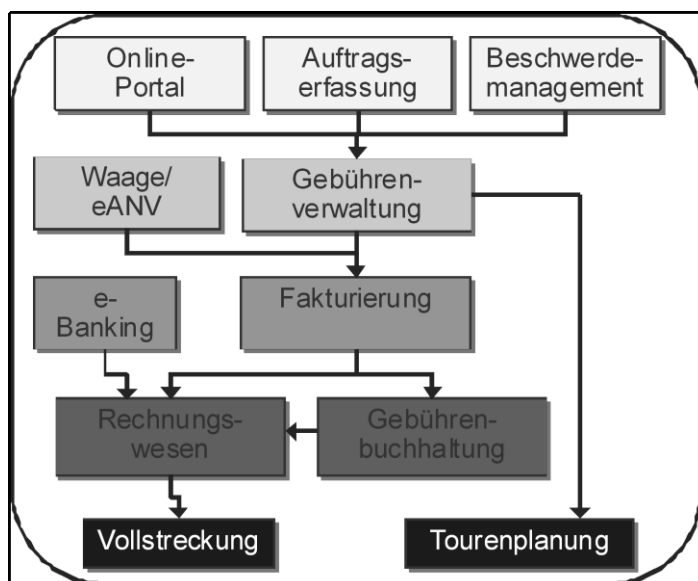 Online-
Portal
Auftrags-
erfassung
Beschwerde-
management
Waage/
eANV
Gebühren-
verwaltung
e-
Banking
Fakturierung
Rechnungs-
wesen
Gebühren-
buchhaltung
Vollstreckung
Tourenplanung